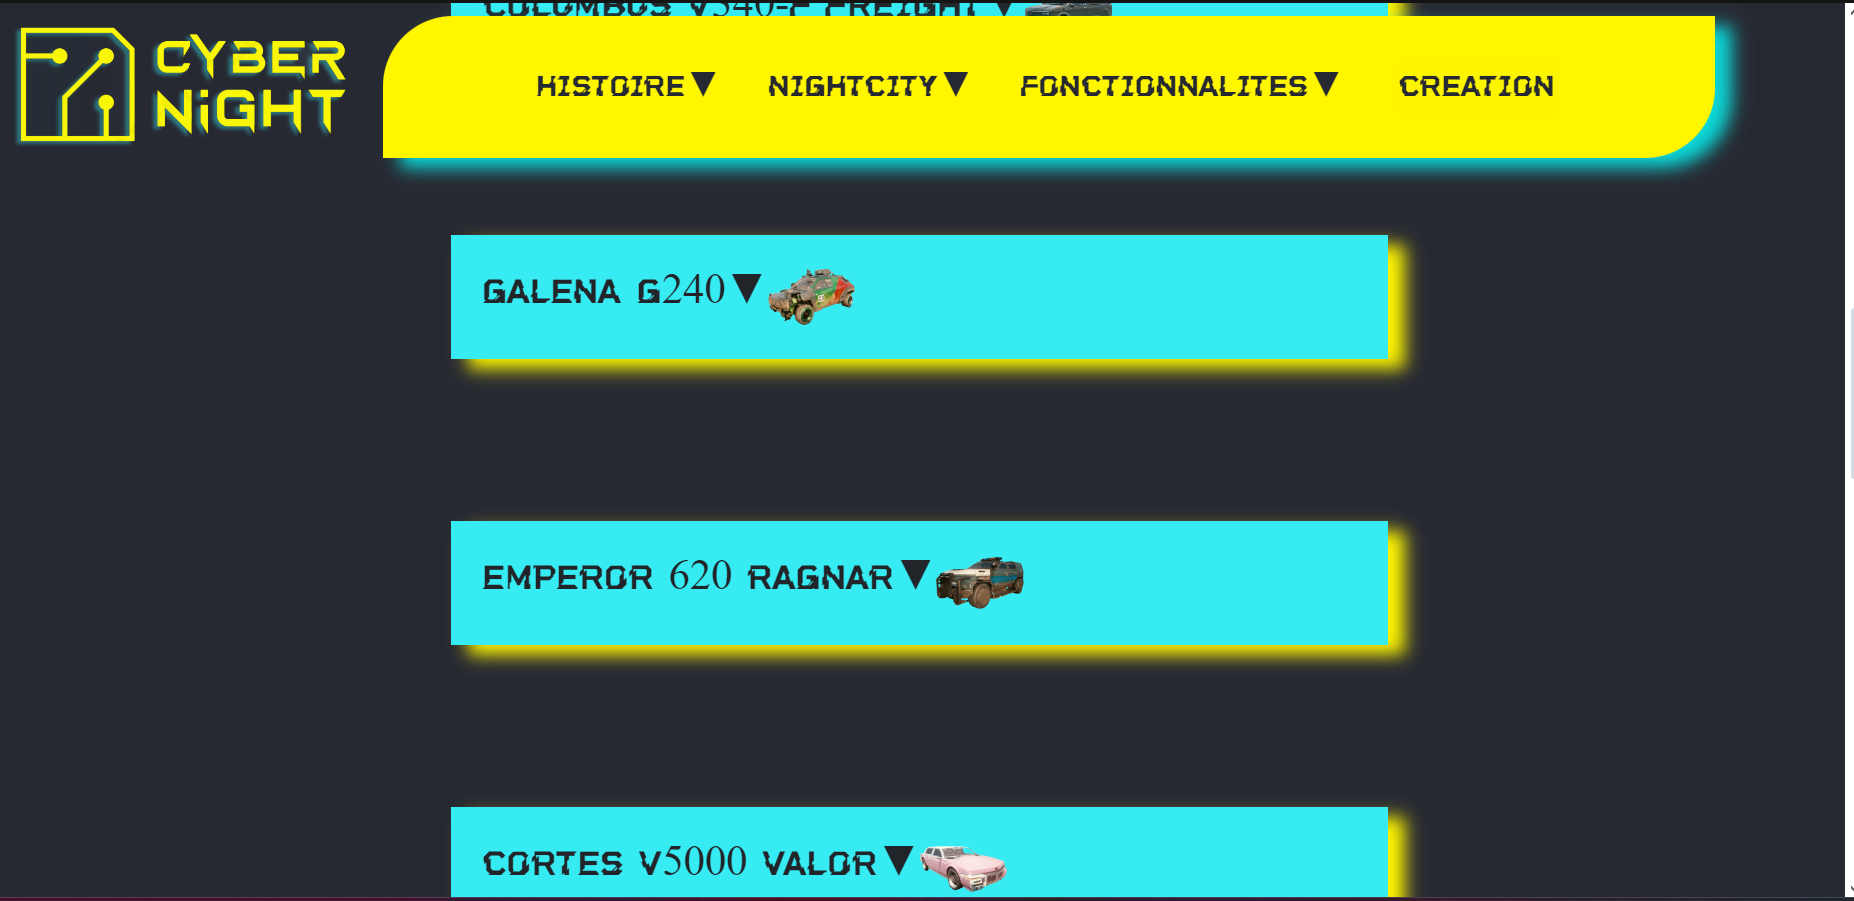 COLUMBUS V340-F FREIGHT ▼
CYBER
NiGHT
HISTOIRE ▼ NIGHTCITY ▼ FONCTIONNALITES ▼ CREATION
GALENA G240 ▼
EMPEROR 620 RAGNAR ▼
CORTES V5000 VALOR ▼